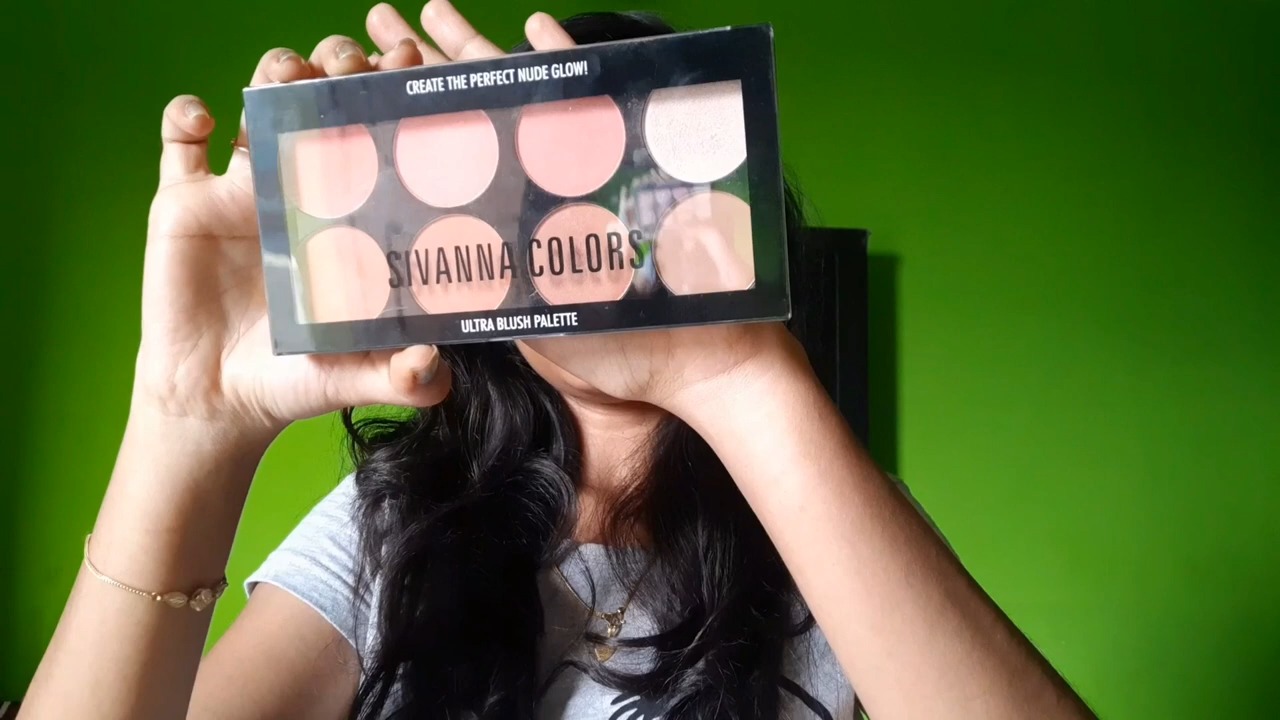 CREATE THE PERFECT NUDE GLOW!
SIVANNA COLORS
ULTRA BLUSH PALETTE